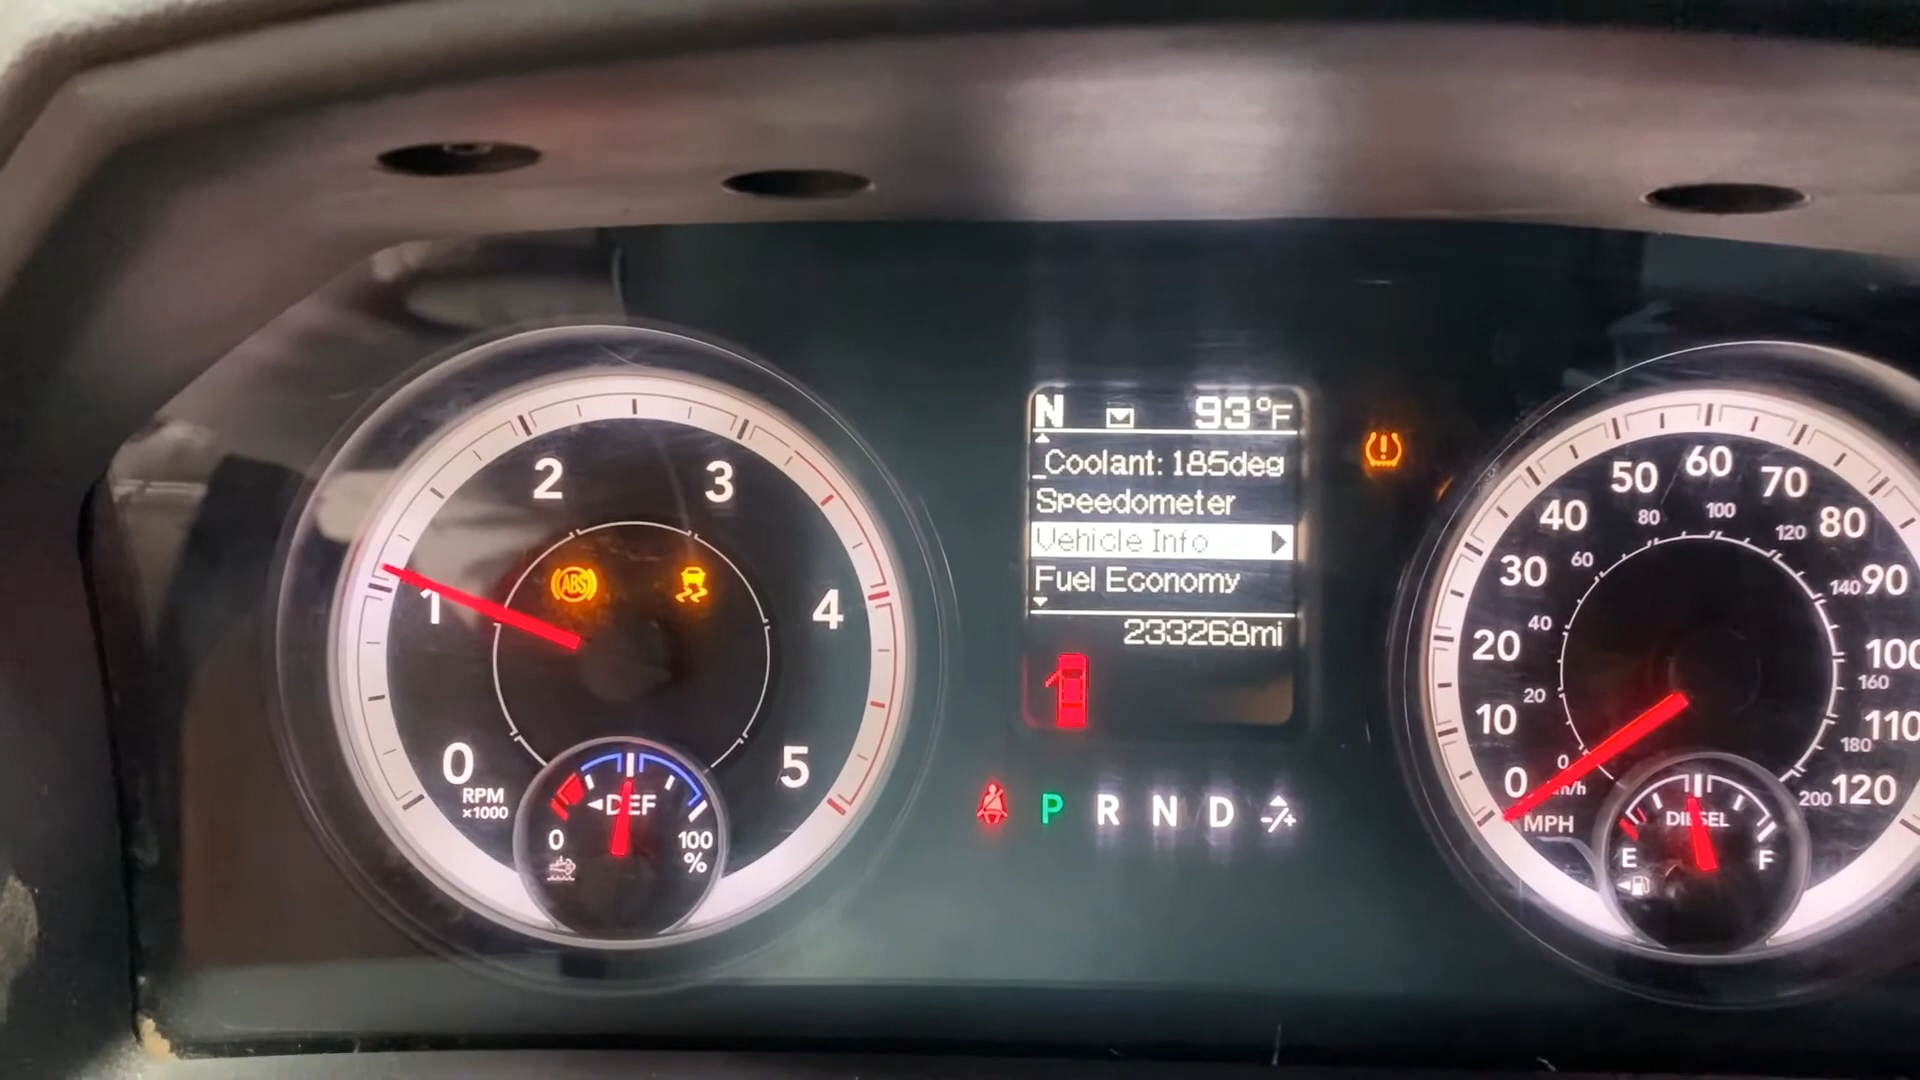 2 3
1 4
0 5
RPM
x1000
ABS
DEF
0 100
%
N 93°F
Coolant: 185deg
Speedometer
Vehicle Info
Fuel Economy
233268mi
P R N D -/+
0 10 20 30 40 50 60 70 80 90 100 110 120
0 20 40 60 80 100 120 140 160 180 200
MPH
DIESEL
E F